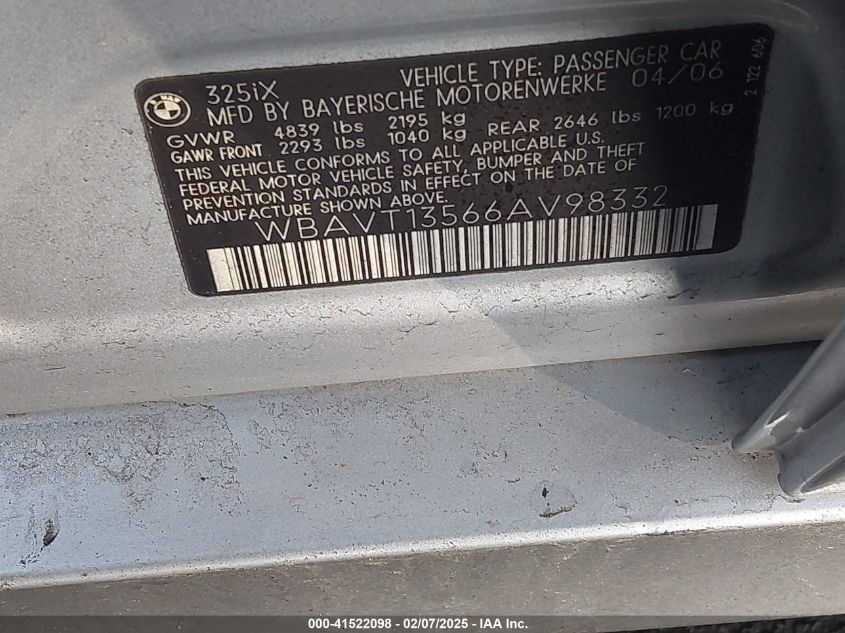 325iX VEHICLE TYPE: PASSENGER CAR
MFD BY BAYERISCHE MOTORENWERKE 04/06
GVWR 4839 lbs 2195 kg
GAWR FRONT 2293 lbs 1040 kg REAR 2646 lbs 1200 kg
THIS VEHICLE CONFORMS TO ALL APPLICABLE U.S.
FEDERAL MOTOR VEHICLE SAFETY, BUMPER AND THEFT
PREVENTION STANDARDS IN EFFECT ON THE DATE OF
MANUFACTURE SHOWN ABOVE.
WBAVT13566AV98332
2 122 606
000-41522098 - 02/07/2025 - IAA Inc.